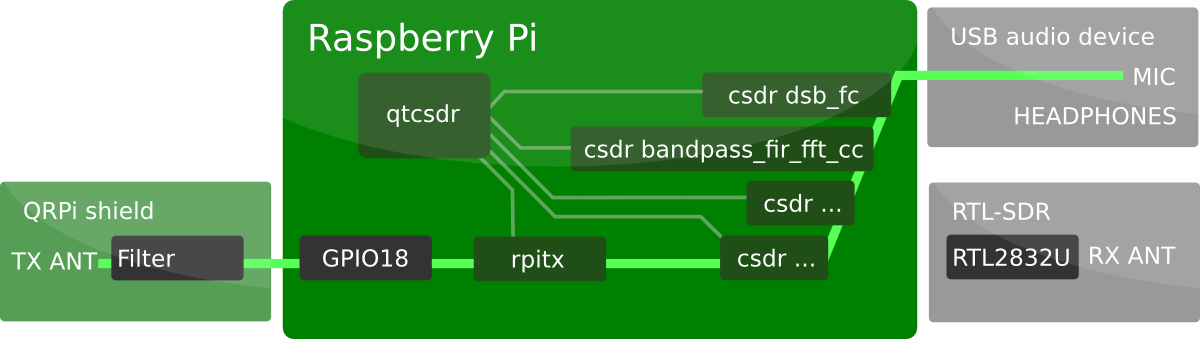 Raspberry Pi
qtcsdr
csdr dsb_fc
csdr bandpass_fir_fft_cc
csdr ...
csdr ...
rpitx
GPIO18
QRPi shield
TX ANT
Filter
USB audio device
MIC
HEADPHONES
RTL-SDR
RTL2832U
RX ANT